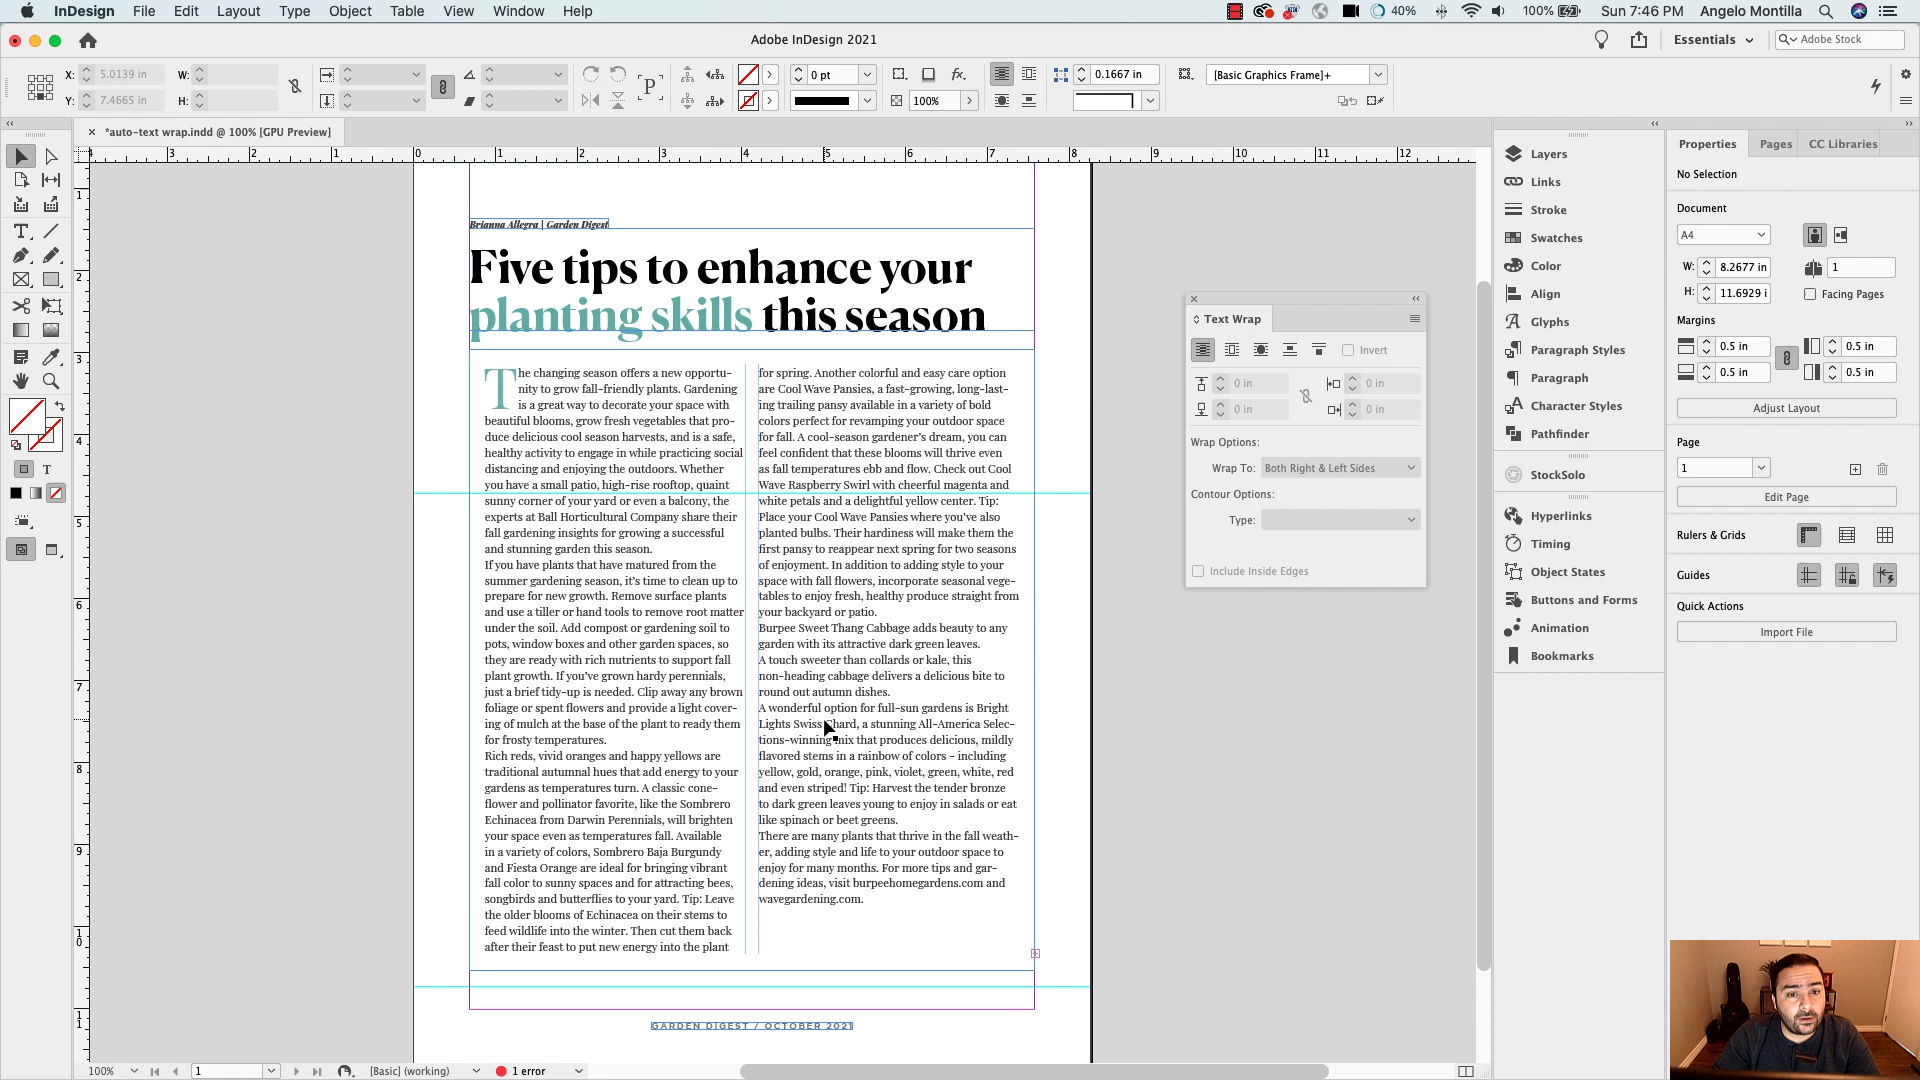 InDesign File Edit Layout Type Object Table View Window Help 40% 100% Sun 7:46 PM Angelo Montilla
Adobe InDesign 2021 Essentials Adobe Stock
X: 5.0139 in W: 0 pt 0.1667 in [Basic Graphics Frame]+
Y: 7.4665 in H: 100%
*auto-text wrap.indd @ 100% [GPU Preview]
Brianna Allegra | Garden Digest
Five tips to enhance your
planting skills this season
The changing season offers a new opportu-
nity to grow fall-friendly plants. Gardening
is a great way to decorate your space with
beautiful blooms, grow fresh vegetables that pro-
duce delicious cool season harvests, and is a safe,
healthy activity to engage in while practicing social
distancing and enjoying the outdoors. Whether
you have a small patio, high-rise rooftop, quaint
sunny corner of your yard or even a balcony, the
experts at Ball Horticultural Company share their
fall gardening insights for growing a successful
and stunning garden this season.
If you have plants that have matured from the
summer gardening season, it's time to clean up to
prepare for new growth. Remove surface plants
and use a tiller or hand tools to remove root matter
under the soil. Add compost or gardening soil to
pots, window boxes and other garden spaces, so
they are ready with rich nutrients to support fall
plant growth. If you've grown hardy perennials,
just a brief tidy-up is needed. Clip away any brown
foliage or spent flowers and provide a light cover-
ing of mulch at the base of the plant to ready them
for frosty temperatures.
Rich reds, vivid oranges and happy yellows are
traditional autumnal hues that add energy to your
gardens as temperatures turn. A classic cone-
flower and pollinator favorite, like the Sombrero
Echinacea from Darwin Perennials, will brighten
your space even as temperatures fall. Available
in a variety of colors, Sombrero Baja Burgundy
and Fiesta Orange are ideal for bringing vibrant
fall color to sunny spaces and for attracting bees,
songbirds and butterflies to your yard. Tip: Leave
the older blooms of Echinacea on their stems to
feed wildlife into the winter. Then cut them back
after their feast to put new energy into the plant
for spring. Another colorful and easy care option
are Cool Wave Pansies, a fast-growing, long-last-
ing trailing pansy available in a variety of bold
colors perfect for revamping your outdoor space
for fall. A cool-season gardener's dream, you can
feel confident that these blooms will thrive even
as fall temperatures ebb and flow. Check out Cool
Wave Raspberry Swirl with cheerful magenta and
white petals and a delightful yellow center. Tip:
Place your Cool Wave Pansies where you've also
planted bulbs. Their hardiness will make them the
first pansy to reappear next spring for two seasons
of enjoyment. In addition to adding style to your
space with fall flowers, incorporate seasonal vege-
tables to enjoy fresh, healthy produce straight from
your backyard or patio.
Burpee Sweet Thang Cabbage adds beauty to any
garden with its attractive dark green leaves.
A touch sweeter than collards or kale, this
non-heading cabbage delivers a delicious bite to
round out autumn dishes.
A wonderful option for full-sun gardens is Bright
Lights Swiss Chard, a stunning All-America Selec-
tions-winning mix that produces delicious, mildly
flavored stems in a rainbow of colors - including
yellow, gold, orange, pink, violet, green, white, red
and even striped! Tip: Harvest the tender bronze
to dark green leaves young to enjoy in salads or eat
like spinach or beet greens.
There are many plants that thrive in the fall weath-
er, adding style and life to your outdoor space to
enjoy for many months. For more tips and gar-
dening ideas, visit burpeehomegardens.com and
wavegardening.com.
GARDEN DIGEST / OCTOBER 2021
Text Wrap
Invert
0 in 0 in
0 in 0 in
Wrap Options:
Wrap To: Both Right & Left Sides
Contour Options:
Type:
Include Inside Edges
Layers
Links
Stroke
Swatches
Color
Align
Glyphs
Paragraph Styles
Paragraph
Character Styles
Pathfinder
StockSolo
Hyperlinks
Timing
Object States
Buttons and Forms
Animation
Bookmarks
Properties Pages CC Libraries
No Selection
Document
A4
W: 8.2677 in 1
H: 11.6929 i Facing Pages
Margins
0.5 in 0.5 in
0.5 in 0.5 in
Adjust Layout
Page
1
Edit Page
Rulers & Grids
Guides
Quick Actions
Import File
100% 1 [Basic] (working) 1 error